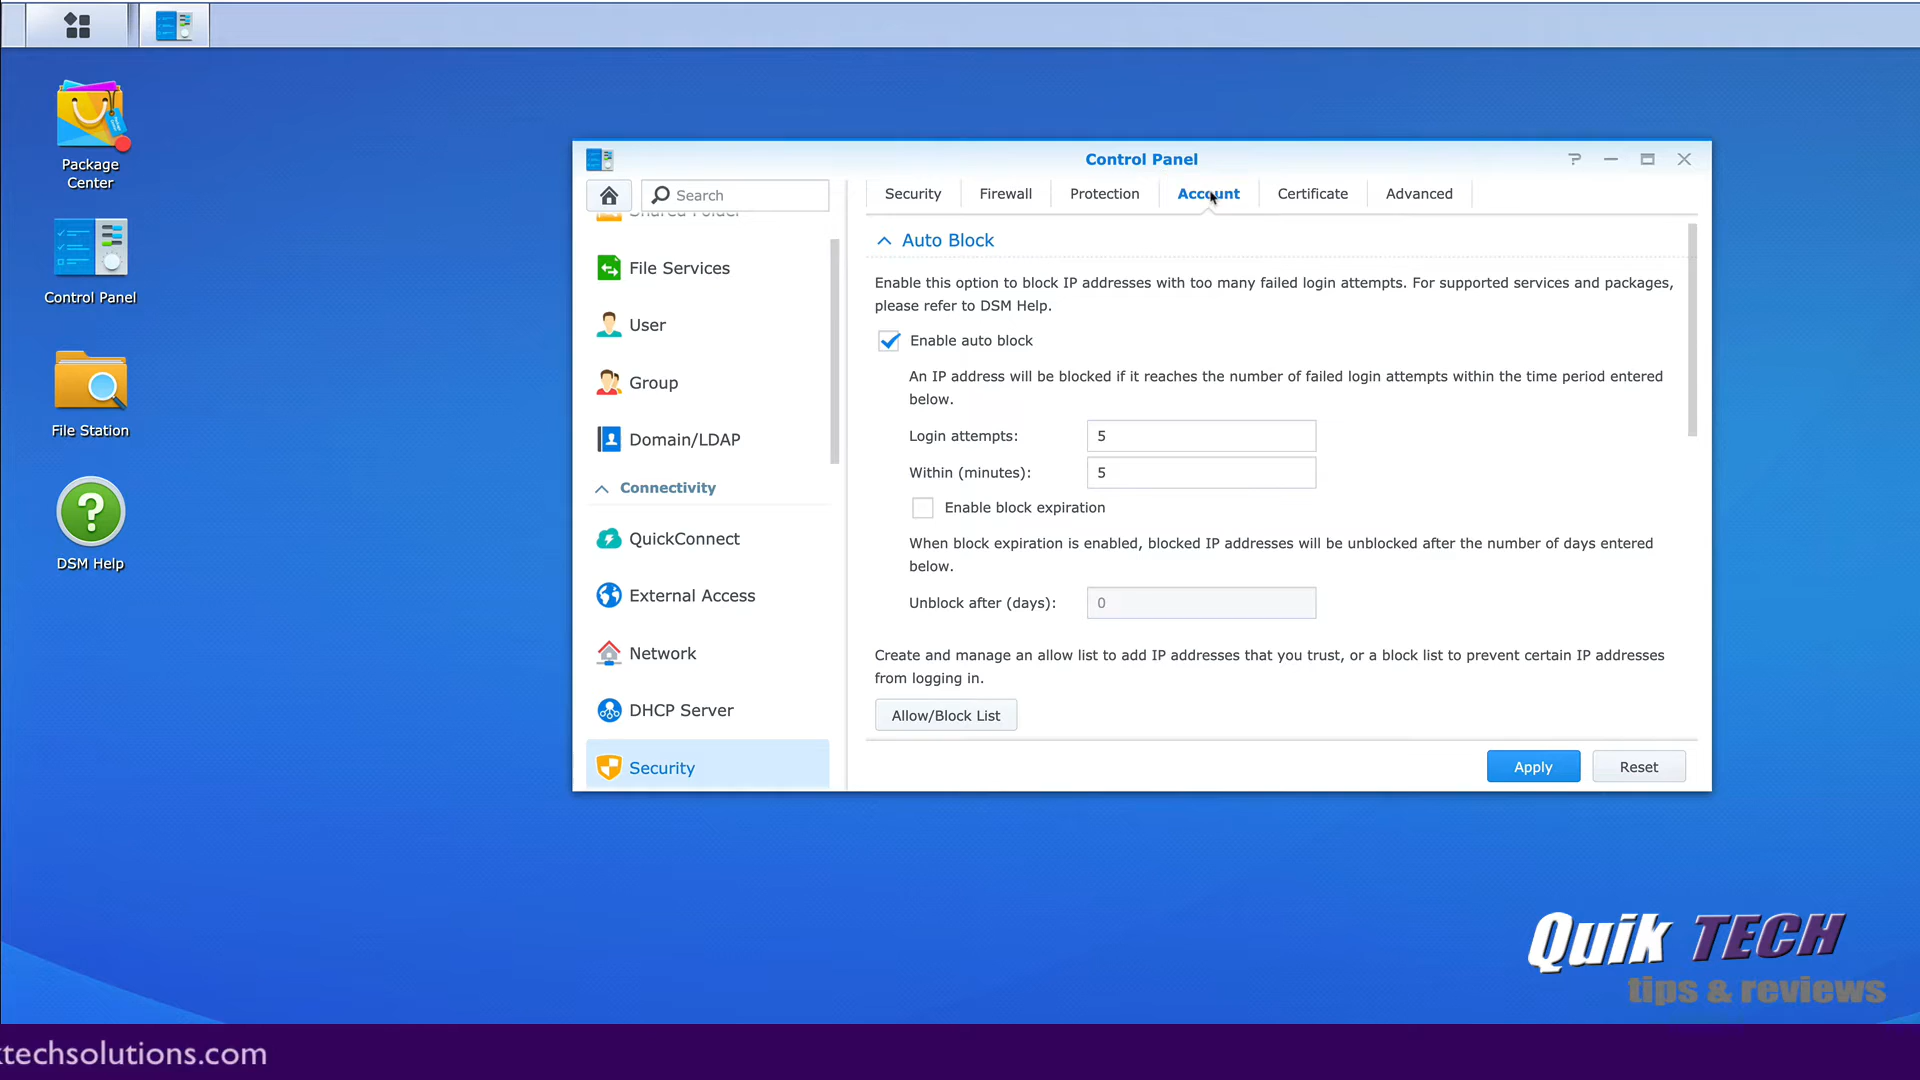 Package
Center
Control Panel
File Station
DSM Help
Control Panel
Search
Shared Folder
File Services
User
Group
Domain/LDAP
Connectivity
QuickConnect
External Access
Network
DHCP Server
Security
Security
Firewall
Protection
Account
Certificate
Advanced
Auto Block
Enable this option to block IP addresses with too many failed login attempts. For supported services and packages,
please refer to DSM Help.
Enable auto block
An IP address will be blocked if it reaches the number of failed login attempts within the time period entered
below.
Login attempts: 5
Within (minutes): 5
Enable block expiration
When block expiration is enabled, blocked IP addresses will be unblocked after the number of days entered
below.
Unblock after (days): 0
Create and manage an allow list to add IP addresses that you trust, or a block list to prevent certain IP addresses
from logging in.
Allow/Block List
Apply
Reset
Quik TECH
tips & reviews
techsolutions.com